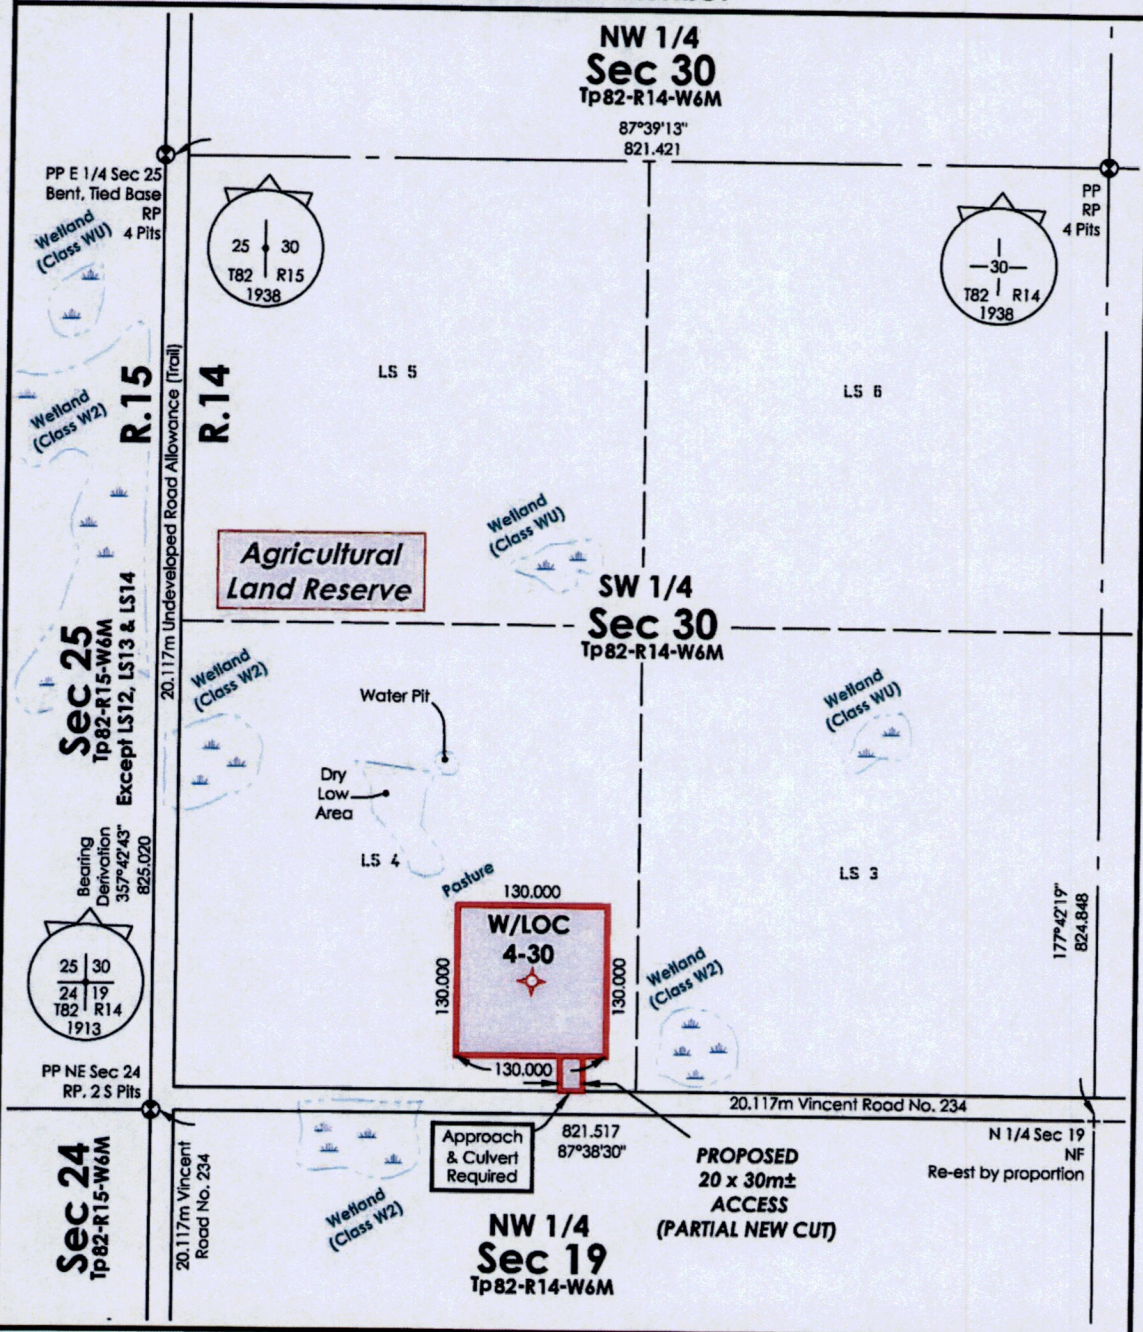 NW 1/4
Sec 30
Tp82-R14-W6M
87°39'13"
821.421
PP E 1/4 Sec 25
Bent, Tied Base
RP
4 Pits
25 30
T82 R15
1938
PP
RP
4 Pits
30
T82 R14
1938
Wetland
(Class WU)
Wetland
(Class W2)
R.15
20.117m Undeveloped Road Allowance (Trail)
R.14
LS 5
LS 6
Wetland
(Class WU)
Agricultural
Land Reserve
SW 1/4
Sec 30
Tp82-R14-W6M
Sec 25
Tp82-R15-W6M
Except LS12, LS13 & LS14
Wetland
(Class W2)
Water Pit
Wetland
(Class WU)
Dry
Low
Area
LS 4
LS 3
Pasture
Bearing
Derivation
357°42'43"
825.020
130.000
W/LOC
4-30
130.000
130.000
130.000
Wetland
(Class W2)
177°42'19"
824.848
25 30
24 19
T82 R14
1913
PP NE Sec 24
RP, 2 S Pits
20.117m Vincent Road No. 234
Approach
& Culvert
Required
821.517
87°38'30"
PROPOSED
20 x 30m±
ACCESS
(PARTIAL NEW CUT)
N 1/4 Sec 19
NF
Re-est by proportion
Sec 24
Tp82-R15-W6M
20.117m Vincent
Road No. 234
Wetland
(Class W2)
NW 1/4
Sec 19
Tp82-R14-W6M